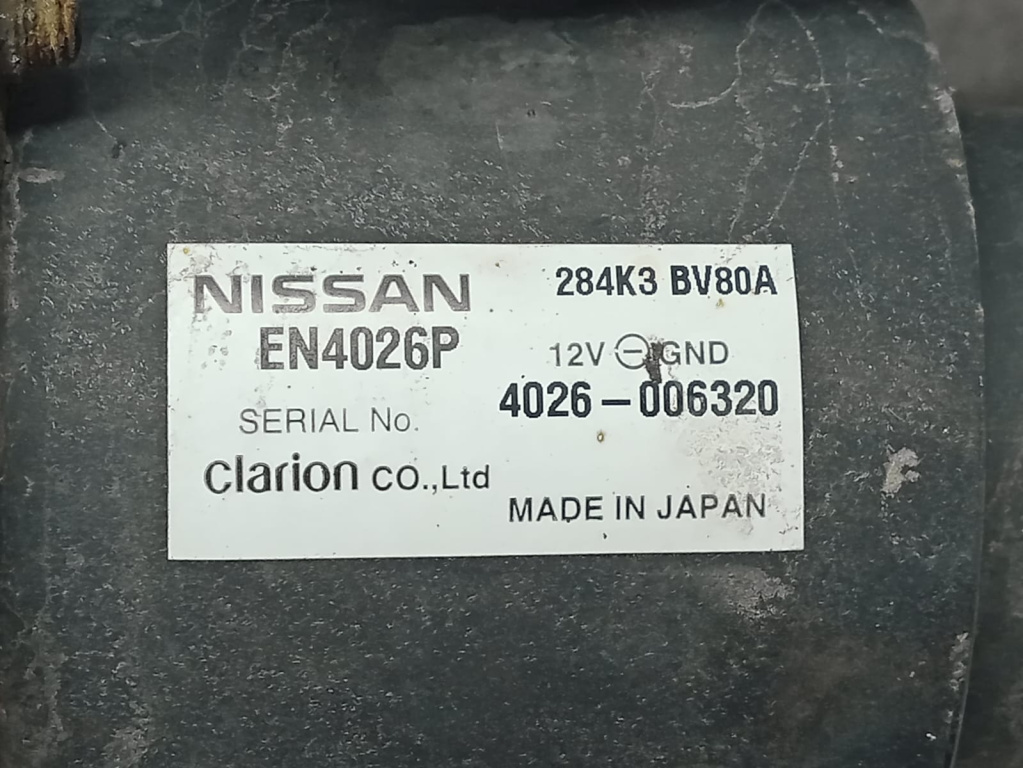 NISSAN 284K3 BV80A
EN4026P 12V ⊖ GND
SERIAL No. 4026-006320
clarion CO.,Ltd
MADE IN JAPAN